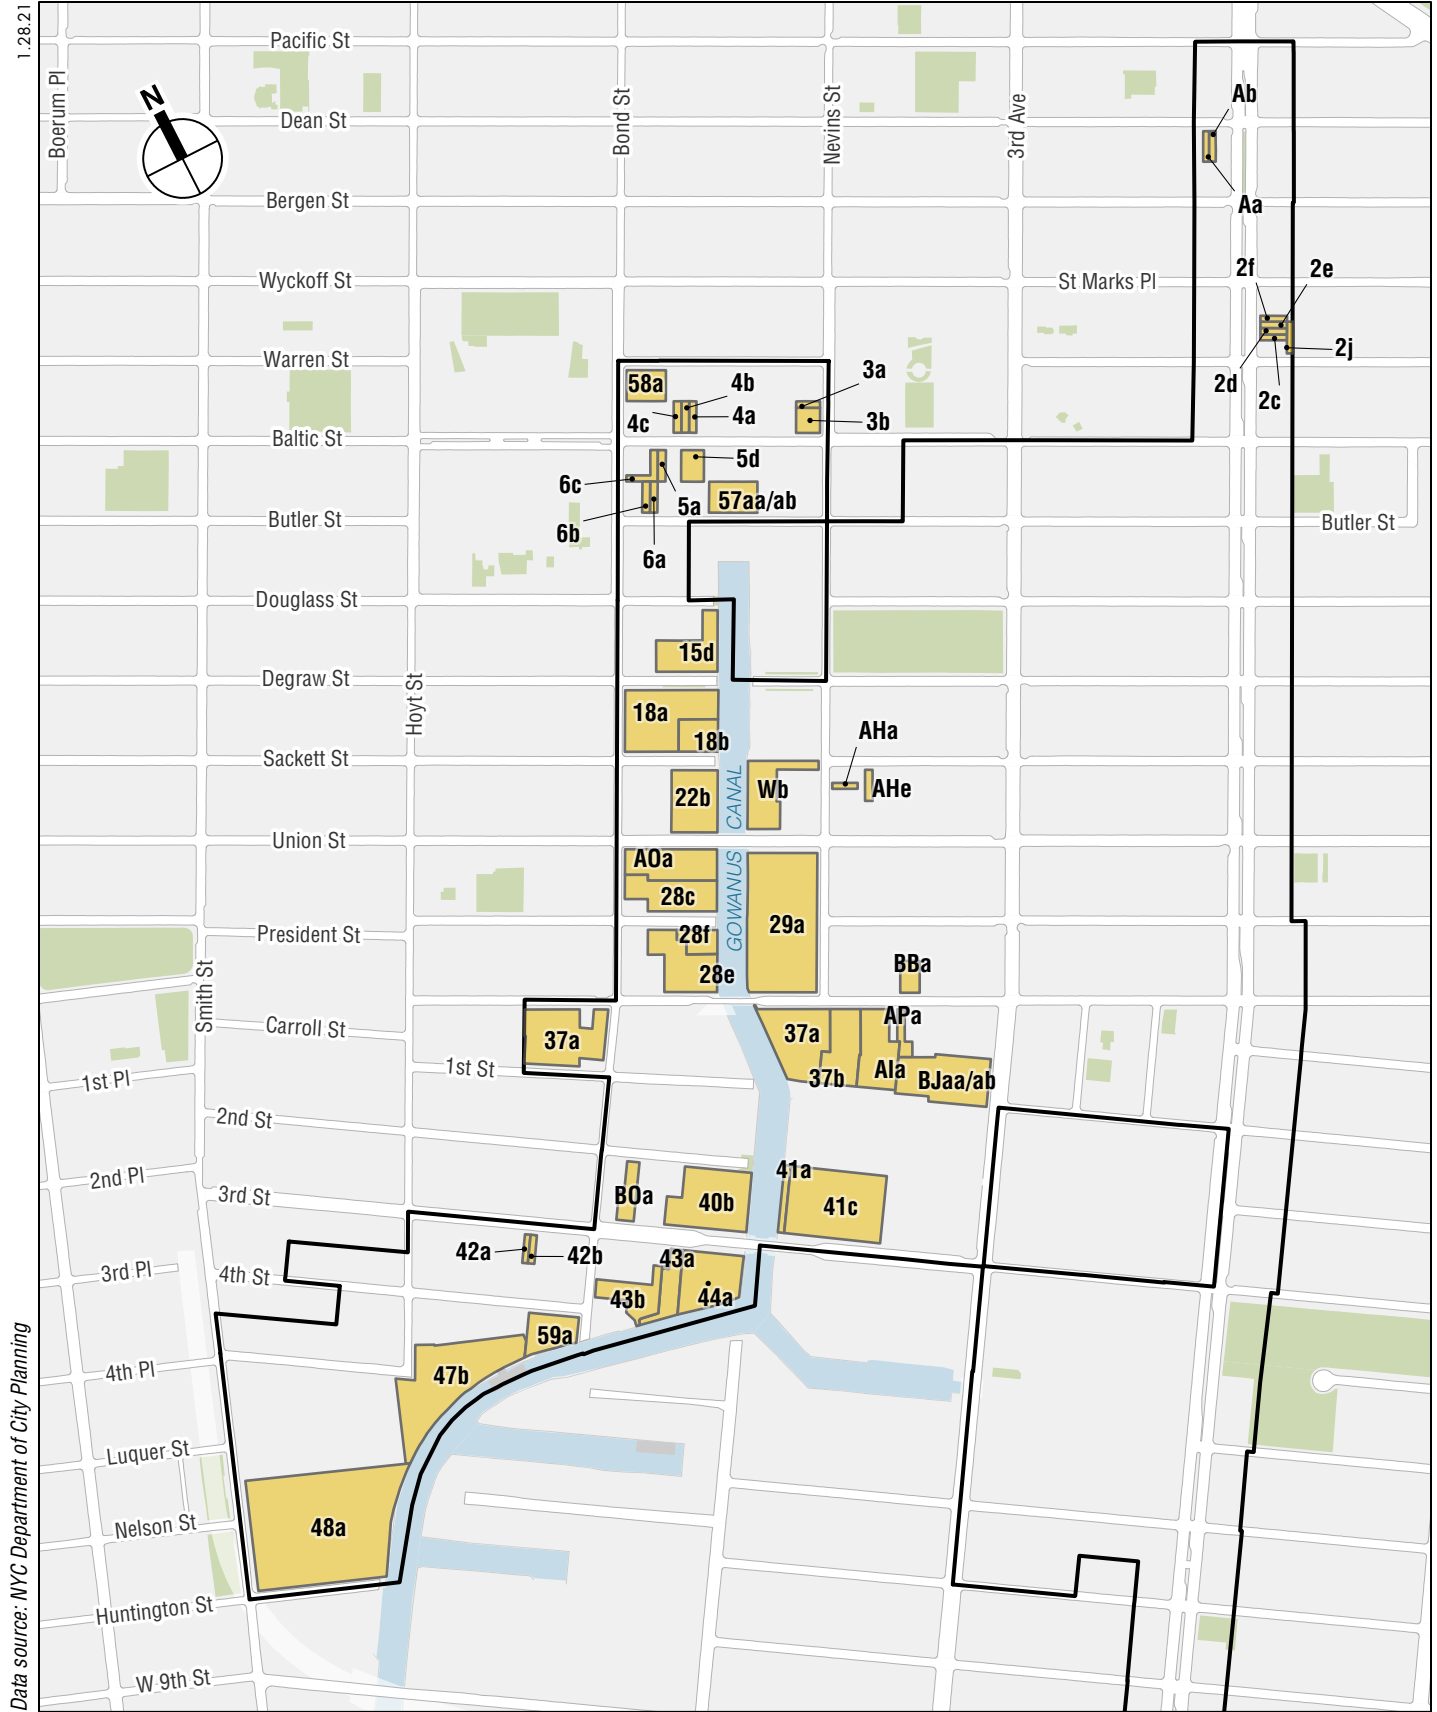 1.28.21
Pacific St
Boerum Pl
Dean St
Bond St
Nevins St
3rd Ave
Ab
N
Bergen St
Aa
Wyckoff St
St Marks Pl
2f
2e
Warren St
2j
2d
2c
58a
4b
3a
4c
4a
3b
Baltic St
5d
6c
5a
57aa/ab
Butler St
Butler St
6b
6a
Douglass St
15d
Degraw St
Hoyt St
18a
18b
AHa
Sackett St
22b
CANAL
Wb
AHe
Union St
AOa
28c
GOWANUS
29a
President St
28f
28e
BBa
Smith St
Carroll St
37a
37a
APa
1st St
37b
AIa
BJaa/ab
1st Pl
2nd St
2nd Pl
3rd St
BOa
40b
41a
41c
42a
42b
43a
3rd Pl
4th St
43b
44a
59a
4th Pl
47b
Luquer St
Nelson St
48a
Huntington St
W 9th St
Data source: NYC Department of City Planning